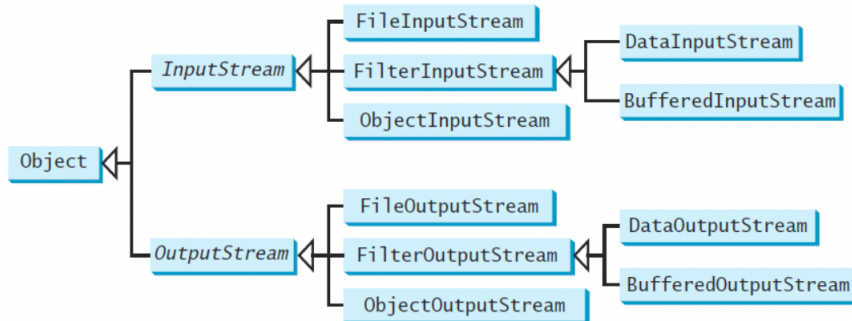 FileInputStream
DataInputStream
InputStream
FilterInputStream
BufferedInputStream
ObjectInputStream
Object
FileOutputStream
DataOutputStream
OutputStream
FilterOutputStream
BufferedOutputStream
ObjectOutputStream